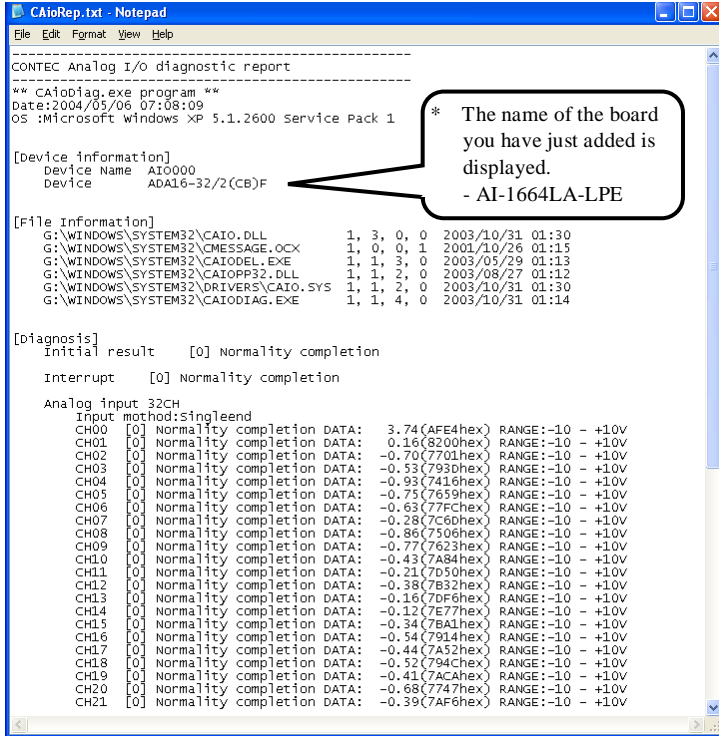 CAioRep.txt - Notepad
File Edit Format View Help
--------------------------------------------------
CONTEC Analog I/O diagnostic report
--------------------------------------------------
** CAioDiag.exe program **
Date:2004/05/06 07:08:09
OS :Microsoft Windows XP 5.1.2600 Service Pack 1
* The name of the board
you have just added is
displayed.
- AI-1664LA-LPE
[Device information]
Device Name AIO000
Device ADA16-32/2(CB)F
[File Information]
G:\WINDOWS\SYSTEM32\CAIO.DLL 1, 3, 0, 0 2003/10/31 01:30
G:\WINDOWS\SYSTEM32\CMESSAGE.OCX 1, 0, 0, 1 2001/10/26 01:15
G:\WINDOWS\SYSTEM32\CAIODEL.EXE 1, 1, 3, 0 2003/05/29 01:13
G:\WINDOWS\SYSTEM32\CAIOPP32.DLL 1, 1, 2, 0 2003/08/27 01:12
G:\WINDOWS\SYSTEM32\DRIVERS\CAIO.SYS 1, 1, 2, 0 2003/10/31 01:30
G:\WINDOWS\SYSTEM32\CAIODIAG.EXE 1, 1, 4, 0 2003/10/31 01:14
[Diagnosis]
Initial result [0] Normality completion
Interrupt [0] Normality completion
Analog input 32CH
Input mothod:Singleend
CH00 [0] Normality completion DATA: 3.74(AFE4hex) RANGE:-10 - +10V
CH01 [0] Normality completion DATA: 0.16(8200hex) RANGE:-10 - +10V
CH02 [0] Normality completion DATA: -0.70(7701hex) RANGE:-10 - +10V
CH03 [0] Normality completion DATA: -0.53(793Dhex) RANGE:-10 - +10V
CH04 [0] Normality completion DATA: -0.93(7416hex) RANGE:-10 - +10V
CH05 [0] Normality completion DATA: -0.75(7659hex) RANGE:-10 - +10V
CH06 [0] Normality completion DATA: -0.63(77FChex) RANGE:-10 - +10V
CH07 [0] Normality completion DATA: -0.28(7C6Dhex) RANGE:-10 - +10V
CH08 [0] Normality completion DATA: -0.86(7506hex) RANGE:-10 - +10V
CH09 [0] Normality completion DATA: -0.77(7623hex) RANGE:-10 - +10V
CH10 [0] Normality completion DATA: -0.43(7A84hex) RANGE:-10 - +10V
CH11 [0] Normality completion DATA: -0.21(7D50hex) RANGE:-10 - +10V
CH12 [0] Normality completion DATA: -0.38(7B32hex) RANGE:-10 - +10V
CH13 [0] Normality completion DATA: -0.16(7DF6hex) RANGE:-10 - +10V
CH14 [0] Normality completion DATA: -0.12(7E77hex) RANGE:-10 - +10V
CH15 [0] Normality completion DATA: -0.34(7BA1hex) RANGE:-10 - +10V
CH16 [0] Normality completion DATA: -0.54(7914hex) RANGE:-10 - +10V
CH17 [0] Normality completion DATA: -0.44(7A52hex) RANGE:-10 - +10V
CH18 [0] Normality completion DATA: -0.52(794Chex) RANGE:-10 - +10V
CH19 [0] Normality completion DATA: -0.41(7ACAhex) RANGE:-10 - +10V
CH20 [0] Normality completion DATA: -0.68(7747hex) RANGE:-10 - +10V
CH21 [0] Normality completion DATA: -0.39(7AF6hex) RANGE:-10 - +10V